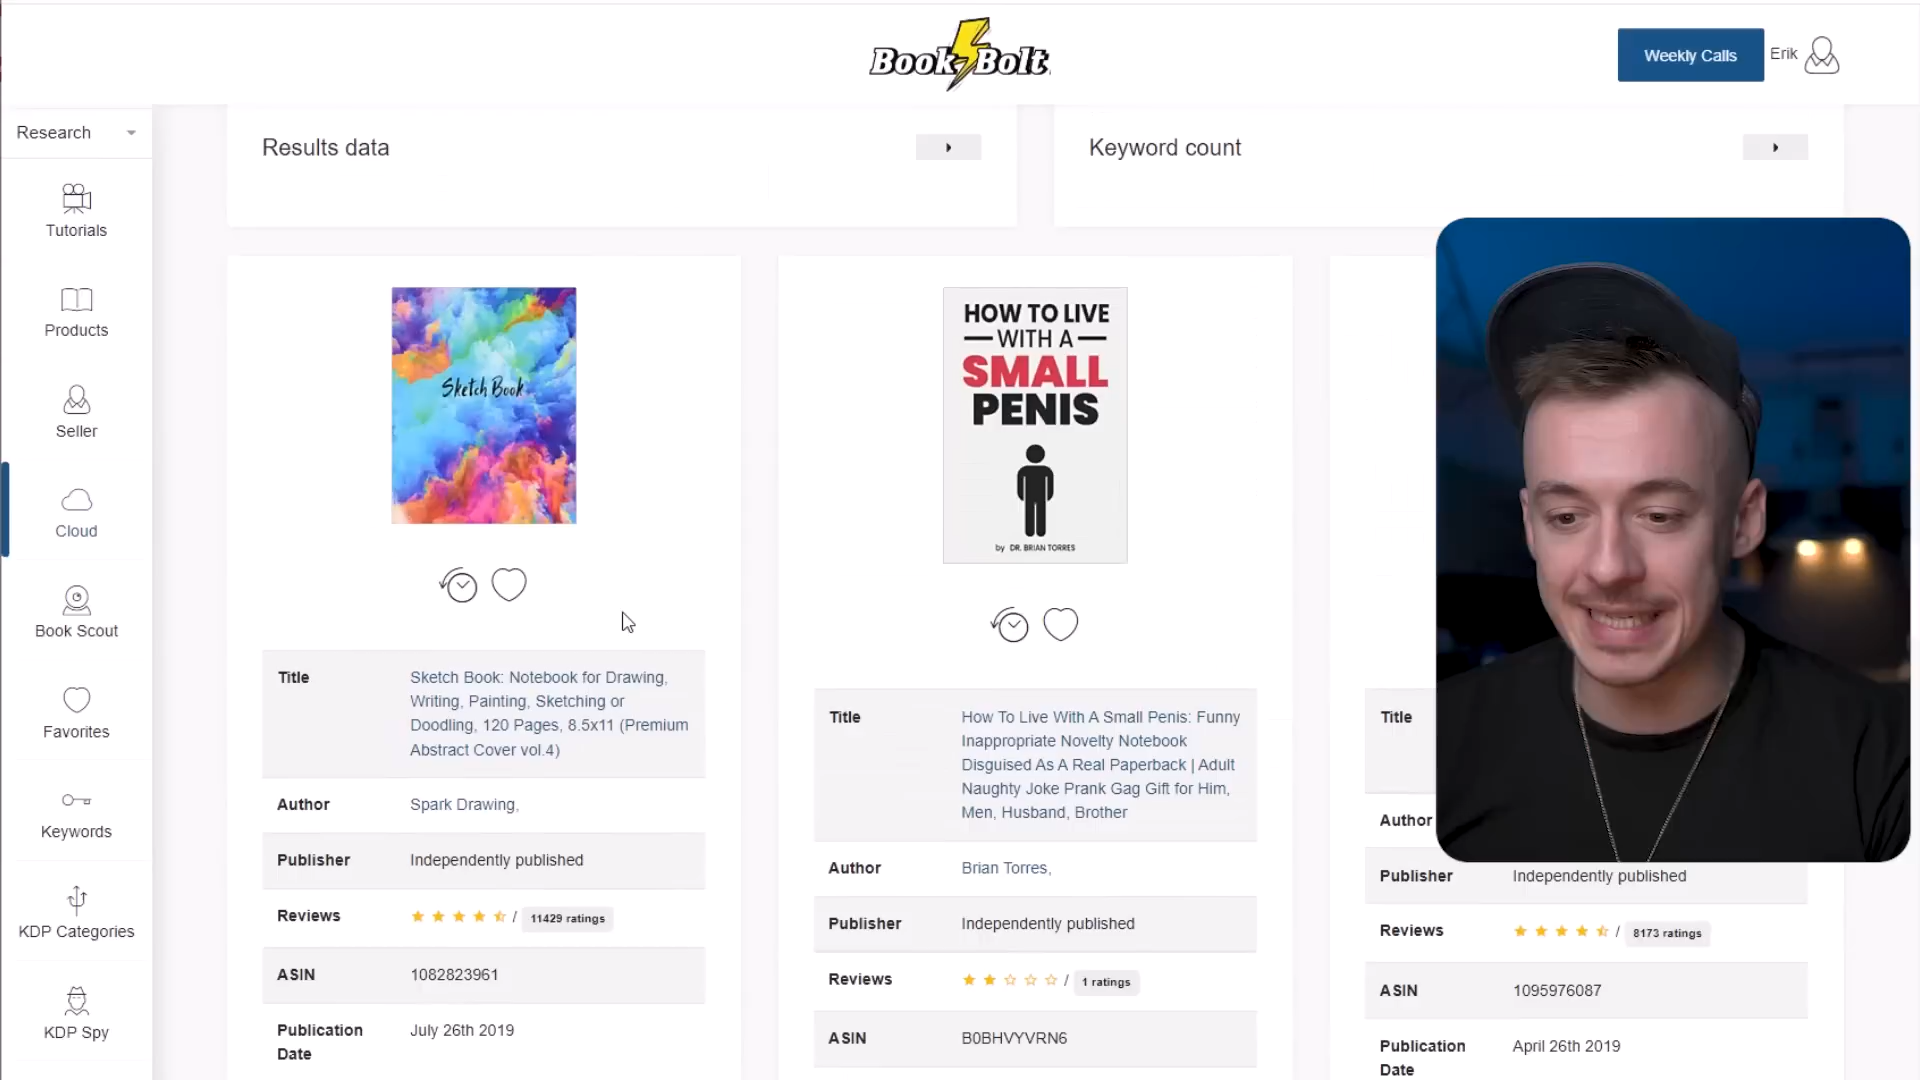 Book Bolt
Weekly Calls
Erik
Research
Tutorials
Products
Seller
Cloud
Book Scout
Favorites
Keywords
KDP Categories
KDP Spy
Results data
Keyword count
Sketch Book
Title
Sketch Book: Notebook for Drawing,
Writing, Painting, Sketching or
Doodling, 120 Pages, 8.5x11 (Premium
Abstract Cover vol.4)
Author
Spark Drawing,
Publisher
Independently published
Reviews
/ 11429 ratings
ASIN
1082823961
Publication
Date
July 26th 2019
HOW TO LIVE
WITH A
SMALL
PENIS
by DR. BRIAN TORRES
Title
How To Live With A Small Penis: Funny
Inappropriate Novelty Notebook
Disguised As A Real Paperback | Adult
Naughty Joke Prank Gag Gift for Him,
Men, Husband, Brother
Author
Brian Torres,
Publisher
Independently published
Reviews
/ 1 ratings
ASIN
B0BHVYVRN6
Title
Author
Publisher
Independently published
Reviews
/ 8173 ratings
ASIN
1095976087
Publication
Date
April 26th 2019